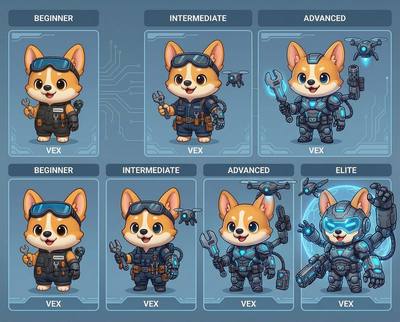 BEGINNER
INTERMEDIATE
ADVANCED
VEX
VEX
VEX
BEGINNER
INTERMEDIATE
ADVANCED
ELITE
VEX
VEX
VEX
VEX